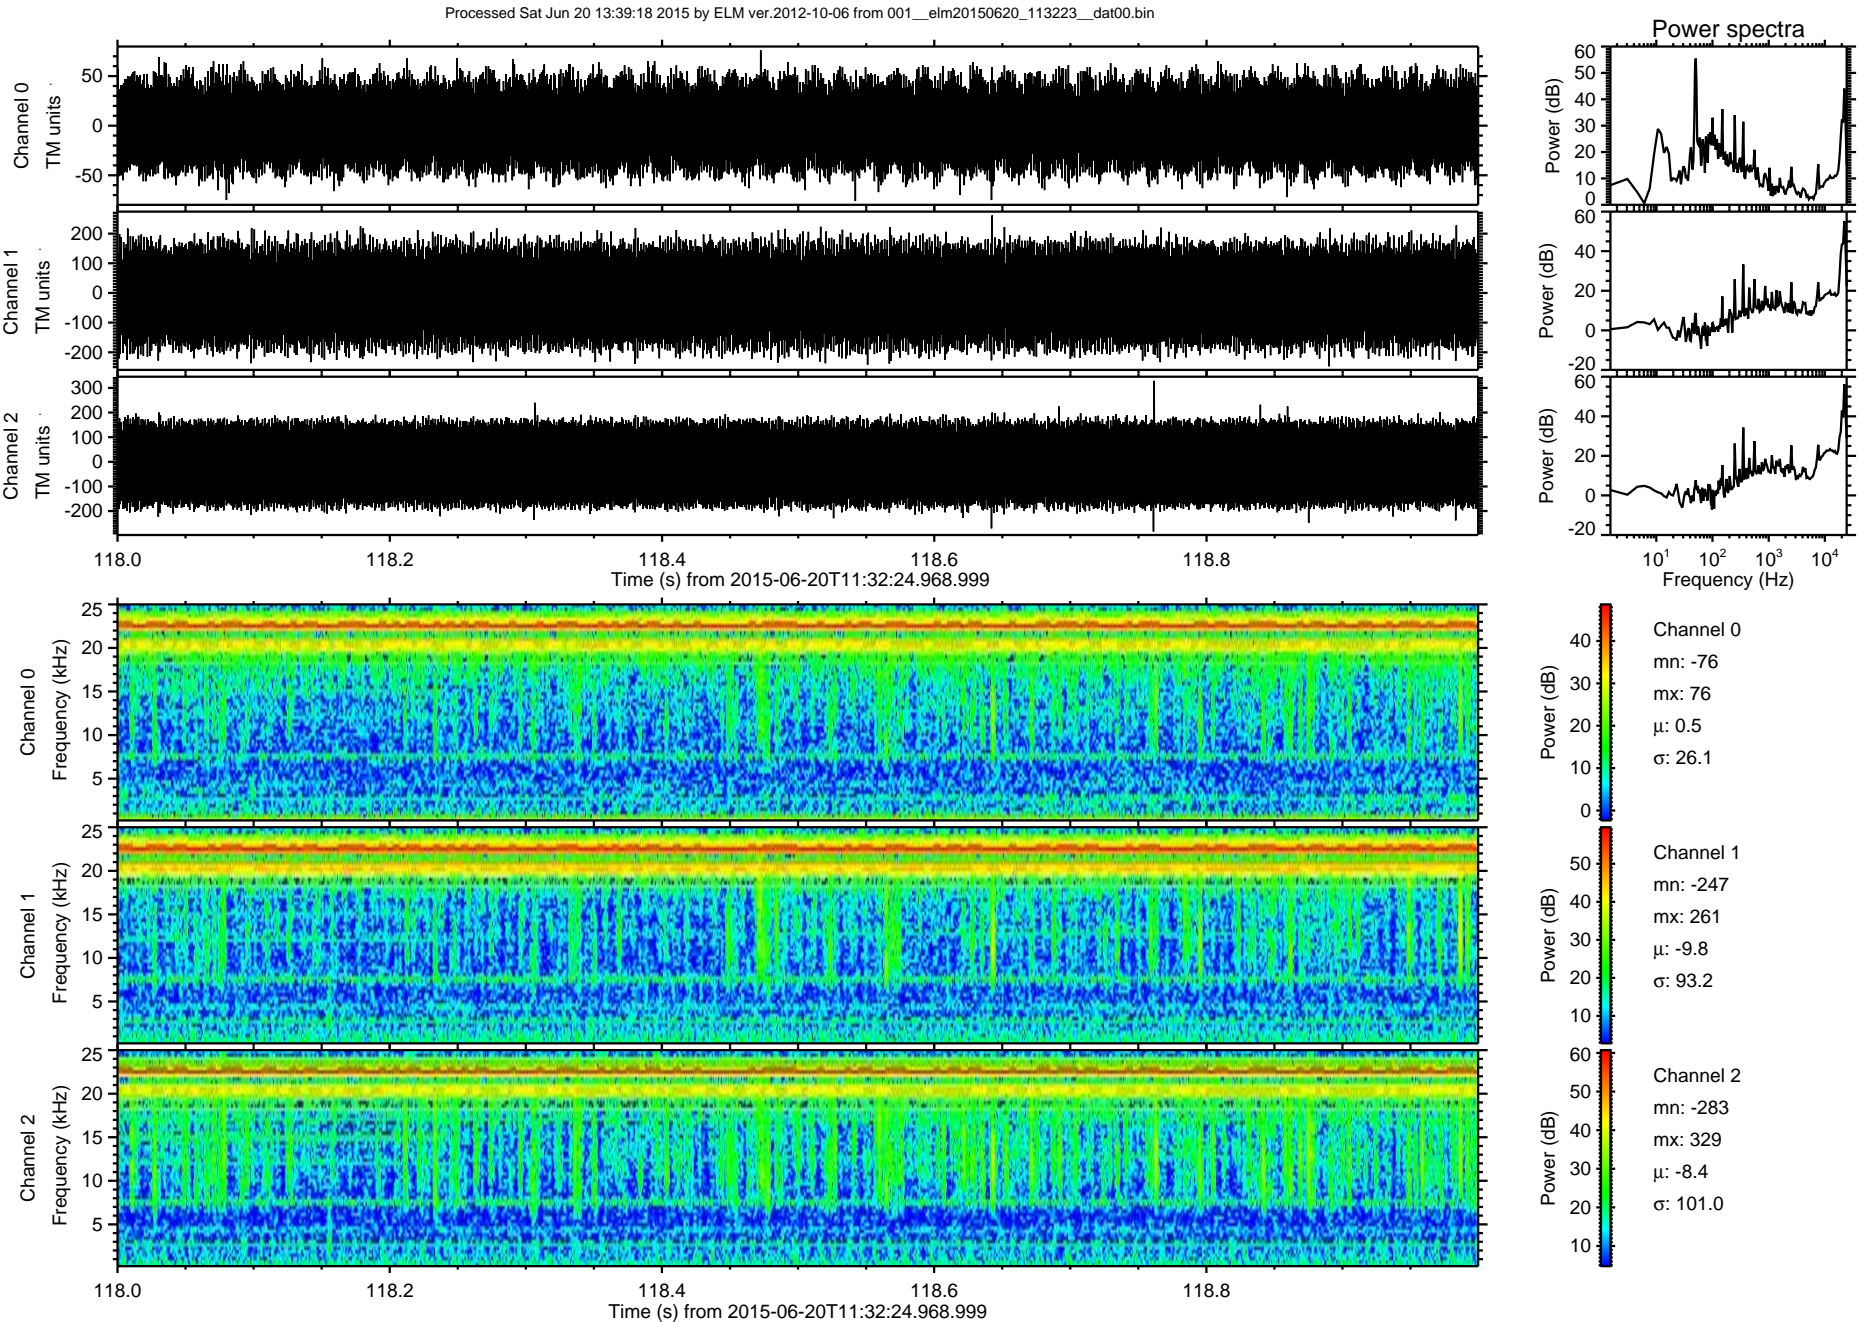 Processed Sat Jun 20 13:39:18 2015 by ELM ver.2012-10-06 from 001__elm20150620_113223__dat00.bin
Power spectra
Channel 0
TM units
50
0
-50
Power (dB)
60
50
40
30
20
10
0
Channel 1
TM units
200
100
0
-100
-200
Power (dB)
60
40
20
0
-20
Channel 2
TM units
300
200
100
0
-100
-200
Power (dB)
60
40
20
0
-20
118.0 118.2 118.4 118.6 118.8
Time (s) from 2015-06-20T11:32:24.968.999
10¹ 10² 10³ 10⁴
Frequency (Hz)
Channel 0
Frequency (kHz)
25
20
15
10
5
Power (dB)
40
30
20
10
0
Channel 0
mn: -76
mx: 76
μ: 0.5
σ: 26.1
Channel 1
Frequency (kHz)
25
20
15
10
5
Power (dB)
50
40
30
20
10
Channel 1
mn: -247
mx: 261
μ: -9.8
σ: 93.2
Channel 2
Frequency (kHz)
25
20
15
10
5
Power (dB)
60
50
40
30
20
10
Channel 2
mn: -283
mx: 329
μ: -8.4
σ: 101.0
118.0 118.2 118.4 118.6 118.8
Time (s) from 2015-06-20T11:32:24.968.999